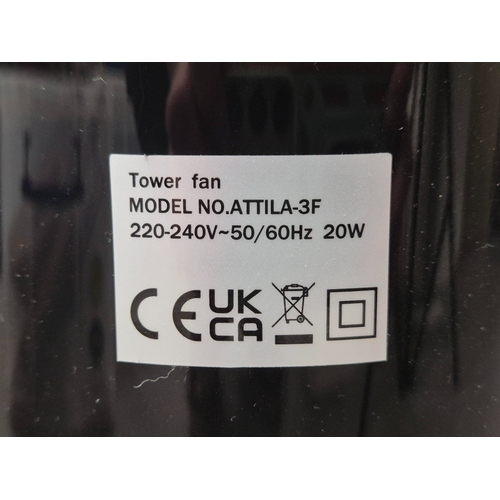 Tower fan
MODEL NO.ATTILA-3F
220-240V~50/60Hz 20W
CE UK
CA